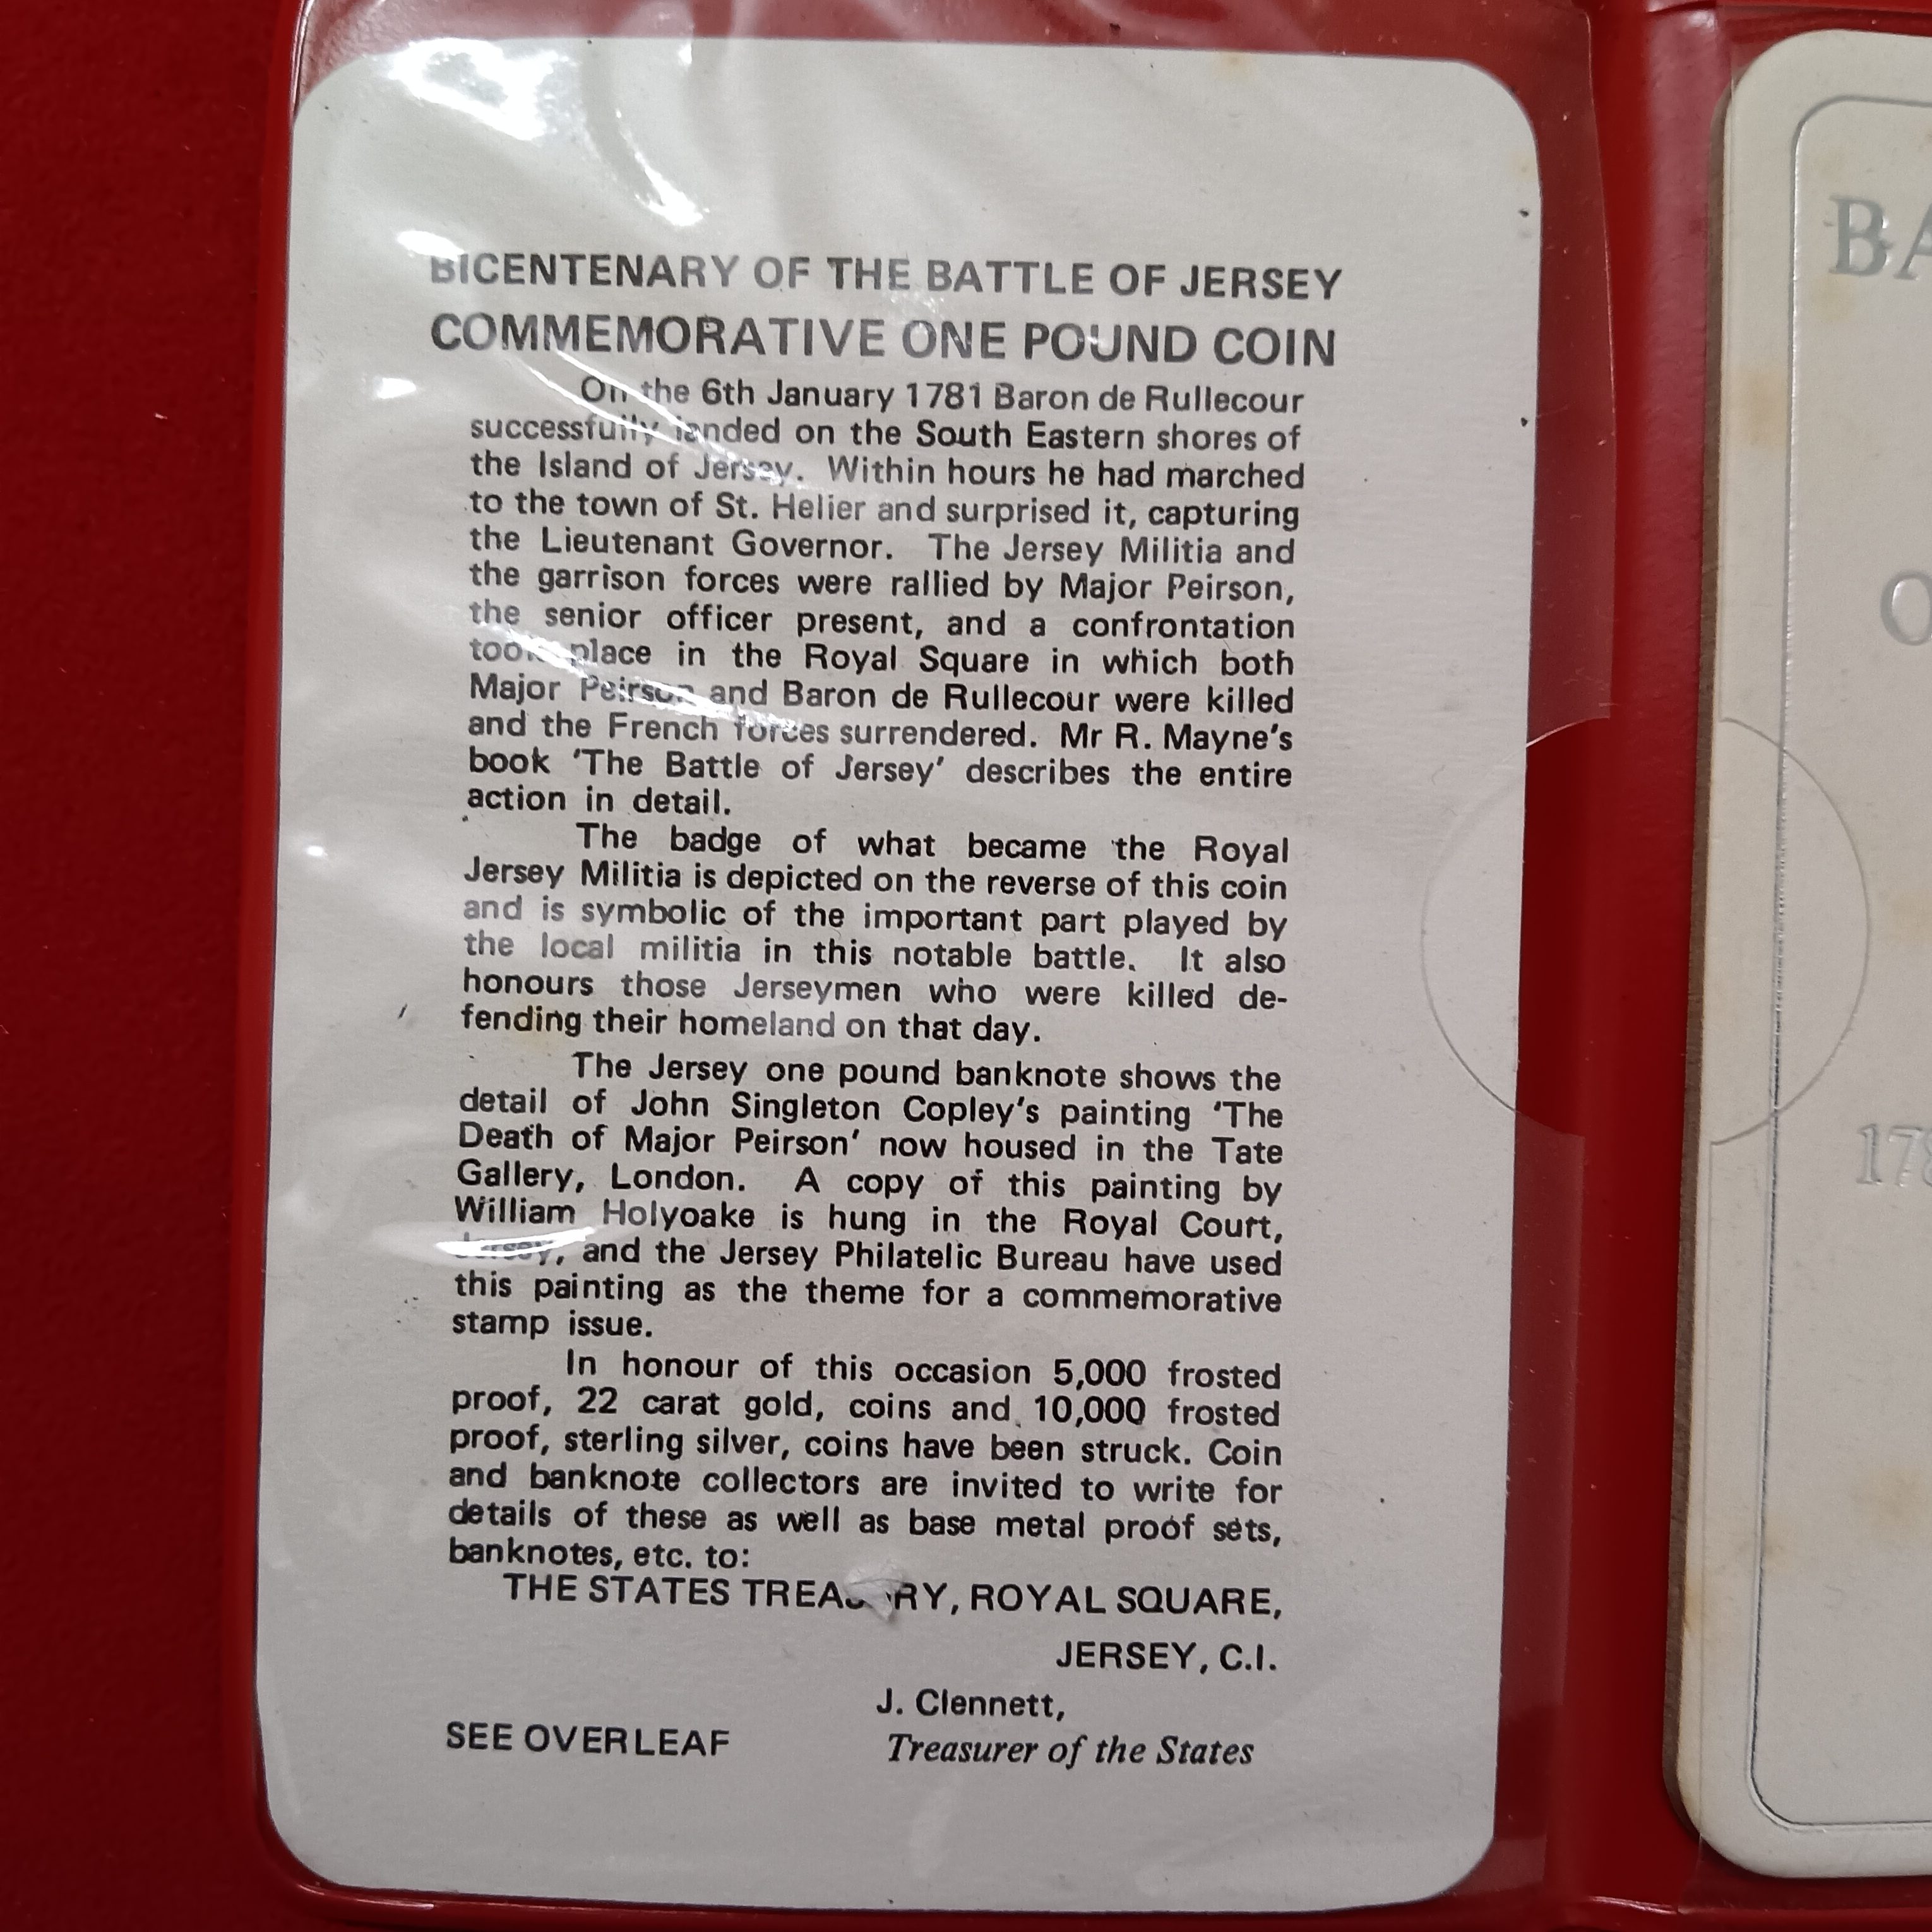 BICENTENARY OF THE BATTLE OF JERSEY
COMMEMORATIVE ONE POUND COIN
On the 6th January 1781 Baron de Rullecour
successfully landed on the South Eastern shores of
the Island of Jersey. Within hours he had marched
to the town of St. Helier and surprised it, capturing
the Lieutenant Governor. The Jersey Militia and
the garrison forces were rallied by Major Peirson,
the senior officer present, and a confrontation
took place in the Royal Square in which both
Major Peirson and Baron de Rullecour were killed
and the French forces surrendered. Mr R. Mayne's
book 'The Battle of Jersey' describes the entire
action in detail.
The badge of what became the Royal
Jersey Militia is depicted on the reverse of this coin
and is symbolic of the important part played by
the local militia in this notable battle. It also
honours those Jerseymen who were killed de-
fending their homeland on that day.
The Jersey one pound banknote shows the
detail of John Singleton Copley's painting 'The
Death of Major Peirson' now housed in the Tate
Gallery, London. A copy of this painting by
William Holyoake is hung in the Royal Court,
Jersey, and the Jersey Philatelic Bureau have used
this painting as the theme for a commemorative
stamp issue.
In honour of this occasion 5,000 frosted
proof, 22 carat gold, coins and 10,000 frosted
proof, sterling silver, coins have been struck. Coin
and banknote collectors are invited to write for
details of these as well as base metal proof sets,
banknotes, etc. to:
THE STATES TREASURY, ROYAL SQUARE,
JERSEY, C.I.
J. Clennett,
SEE OVERLEAF Treasurer of the States
BA
O
178